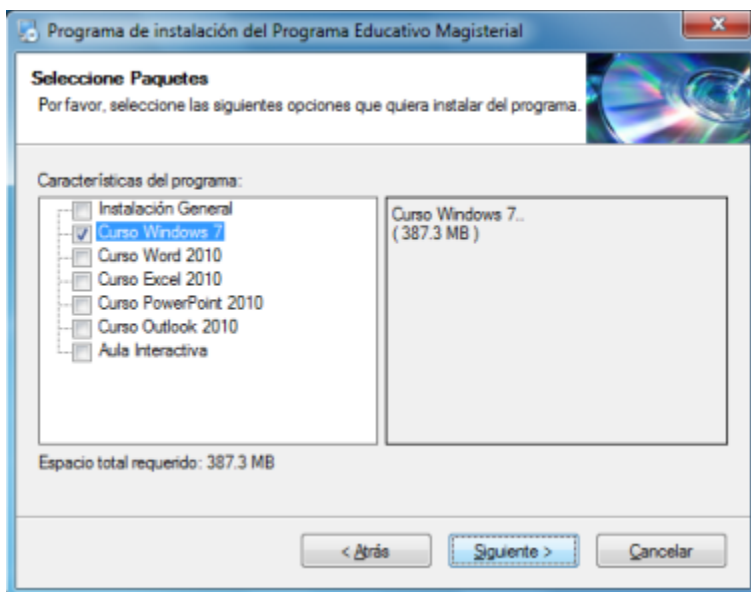 Programa de instalación del Programa Educativo Magisterial
Seleccione Paquetes
Por favor, seleccione las siguientes opciones que quiera instalar del programa.
Características del programa:
Instalación General
Curso Windows 7
Curso Word 2010
Curso Excel 2010
Curso PowerPoint 2010
Curso Outlook 2010
Aula Interactiva
Curso Windows 7..
( 387.3 MB )
Espacio total requerido: 387.3 MB
< Atrás
Siguiente >
Cancelar